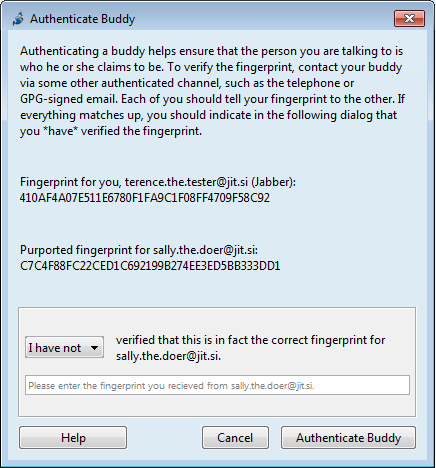 Authenticate Buddy
Authenticating a buddy helps ensure that the person you are talking to is
who he or she claims to be. To verify the fingerprint, contact your buddy
via some other authenticated channel, such as the telephone or
GPG-signed email. Each of you should tell your fingerprint to the other. If
everything matches up, you should indicate in the following dialog that
you *have* verified the fingerprint.
Fingerprint for you, terence.the.tester@jit.si (Jabber):
410AF4A07E511E6780F1FA9C1F08FF4709F58C92
Purported fingerprint for sally.the.doer@jit.si:
C7C4F88FC22CED1C692199B274EE3ED5BB333DD1
I have not
verified that this is in fact the correct fingerprint for
sally.the.doer@jit.si.
Please enter the fingerprint you recieved from sally.the.doer@jit.si.
Help
Cancel
Authenticate Buddy